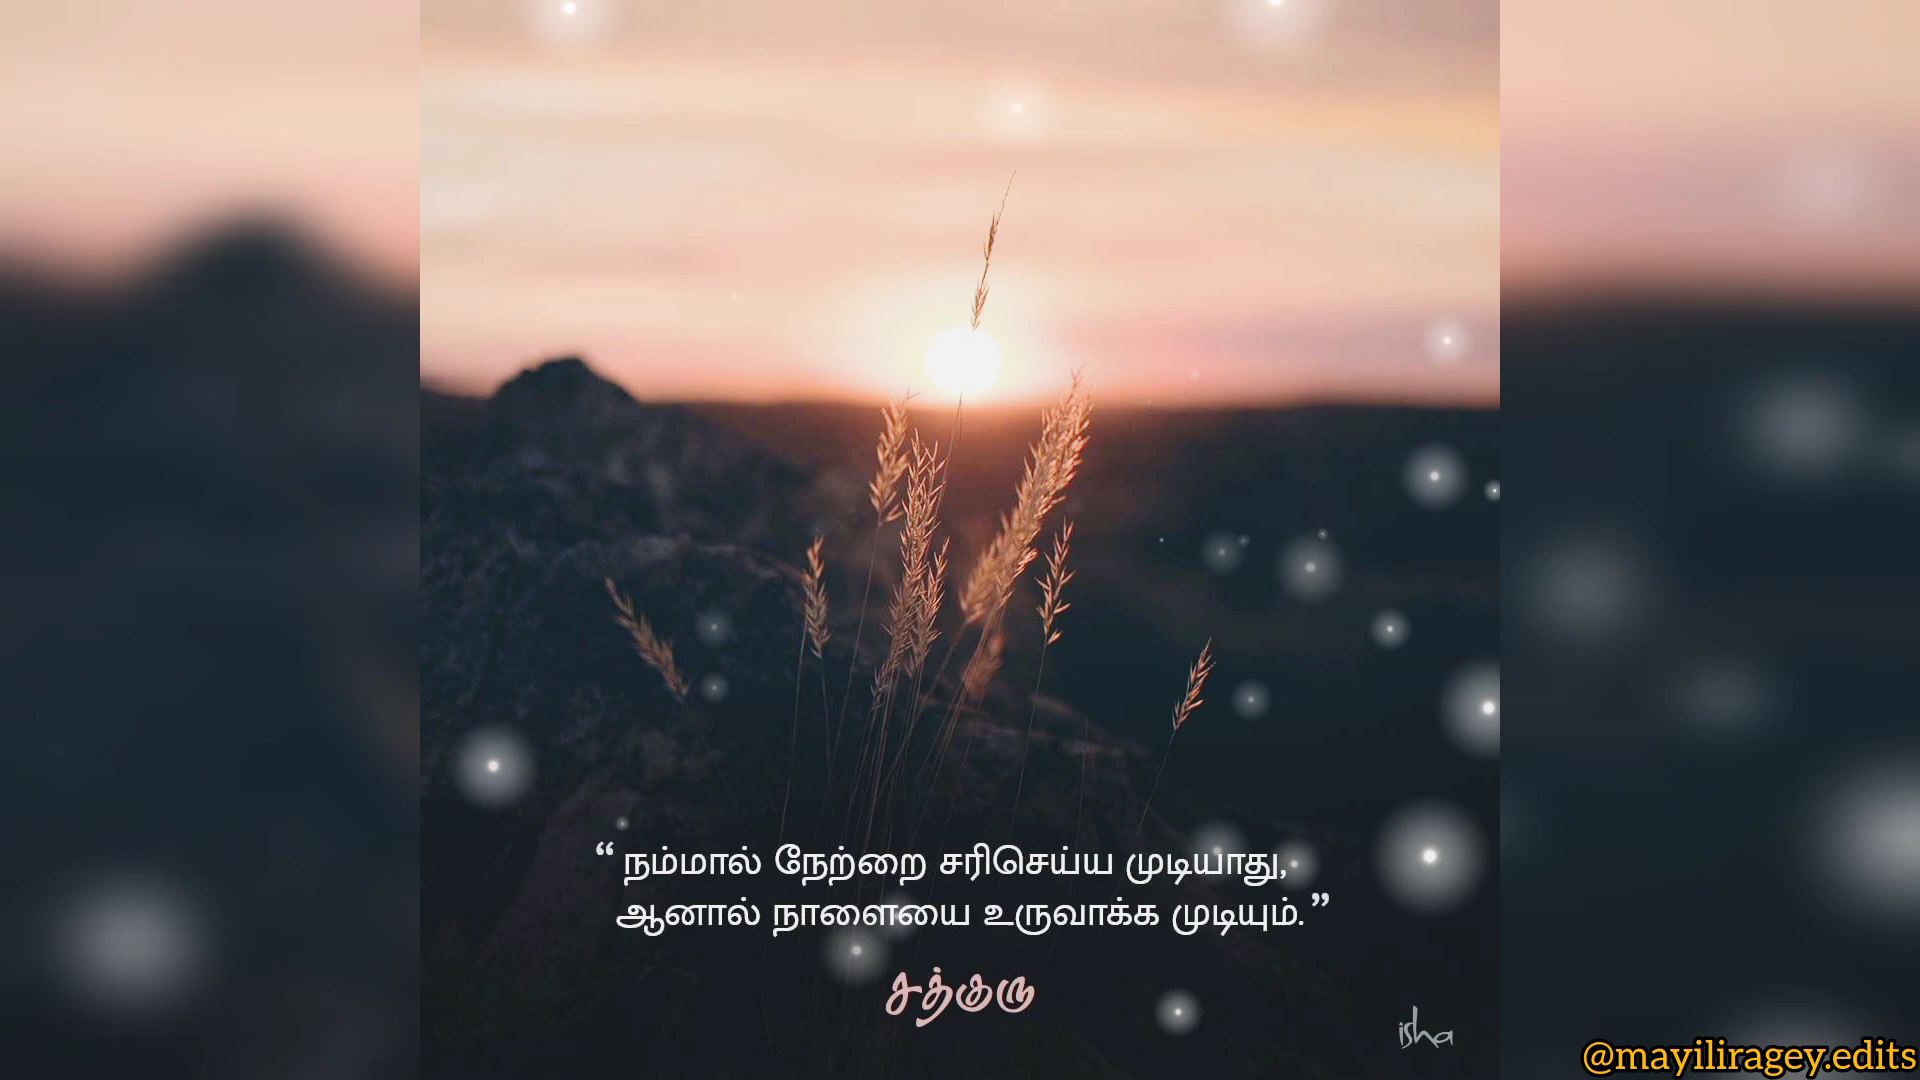 “ நம்மால் நேற்றை சரிசெய்ய முடியாது,
ஆனால் நாளையை உருவாக்க முடியும். ”
சத்குரு
isha
@mayiliragey.edits